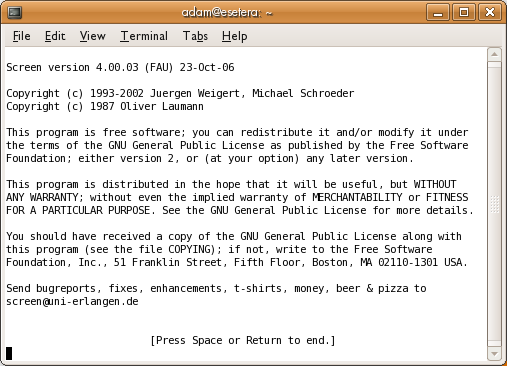 adam@esetera: ~
File Edit View Terminal Tabs Help
Screen version 4.00.03 (FAU) 23-Oct-06
Copyright (c) 1993-2002 Juergen Weigert, Michael Schroeder
Copyright (c) 1987 Oliver Laumann
This program is free software; you can redistribute it and/or modify it under
the terms of the GNU General Public License as published by the Free Software
Foundation; either version 2, or (at your option) any later version.
This program is distributed in the hope that it will be useful, but WITHOUT
ANY WARRANTY; without even the implied warranty of MERCHANTABILITY or FITNESS
FOR A PARTICULAR PURPOSE. See the GNU General Public License for more details.
You should have received a copy of the GNU General Public License along with
this program (see the file COPYING); if not, write to the Free Software
Foundation, Inc., 51 Franklin Street, Fifth Floor, Boston, MA 02110-1301 USA.
Send bugreports, fixes, enhancements, t-shirts, money, beer & pizza to
screen@uni-erlangen.de
[Press Space or Return to end.]